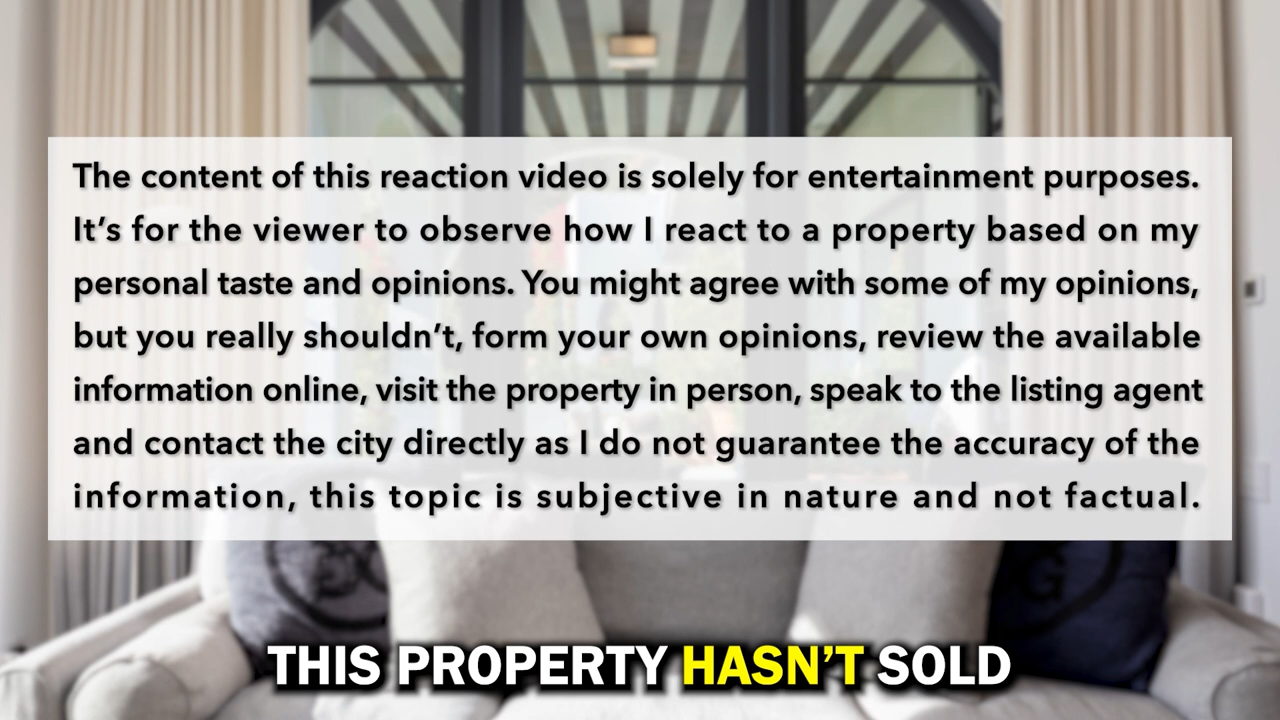 The content of this reaction video is solely for entertainment purposes.
It’s for the viewer to observe how I react to a property based on my
personal taste and opinions. You might agree with some of my opinions,
but you really shouldn’t, form your own opinions, review the available
information online, visit the property in person, speak to the listing agent
and contact the city directly as I do not guarantee the accuracy of the
information, this topic is subjective in nature and not factual.
THIS PROPERTY HASN’T SOLD